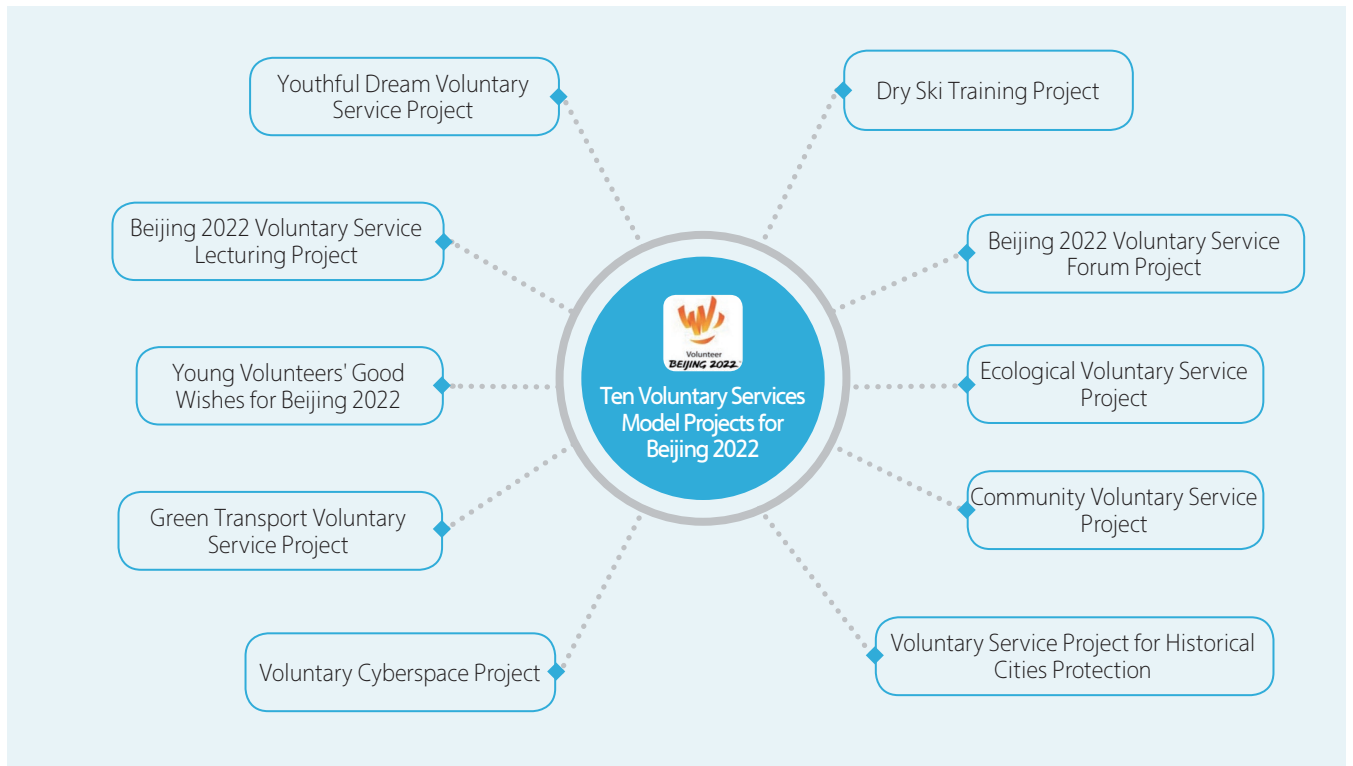 Youthful Dream Voluntary
Service Project
Dry Ski Training Project
Beijing 2022 Voluntary Service
Lecturing Project
Beijing 2022 Voluntary Service
Forum Project
Young Volunteers' Good
Wishes for Beijing 2022
Volunteer
BEIJING 2022
Ten Voluntary Services
Model Projects for
Beijing 2022
Ecological Voluntary Service
Project
Green Transport Voluntary
Service Project
Community Voluntary Service
Project
Voluntary Cyberspace Project
Voluntary Service Project for Historical
Cities Protection